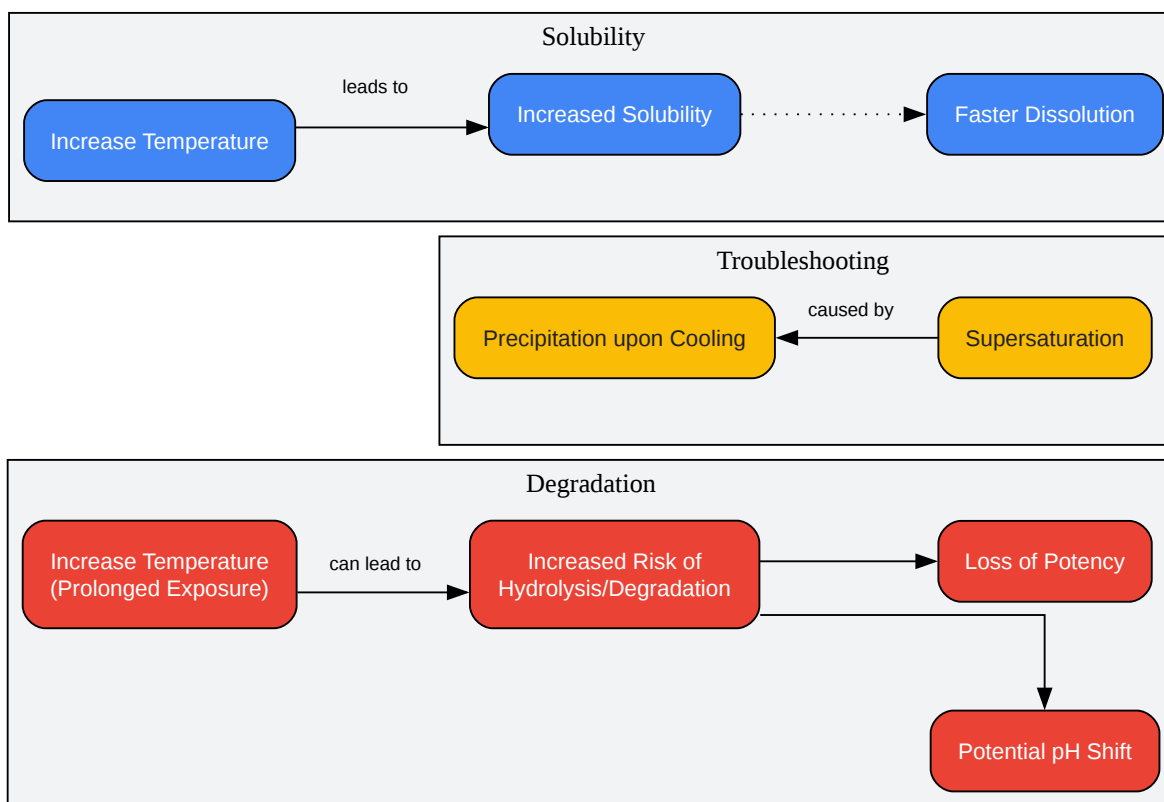 Solubility
leads to
Increase Temperature
Increased Solubility
Faster Dissolution
Troubleshooting
Precipitation upon Cooling
caused by
Supersaturation
Degradation
Increase Temperature
(Prolonged Exposure)
can lead to
Increased Risk of
Hydrolysis/Degradation
Loss of Potency
Potential pH Shift